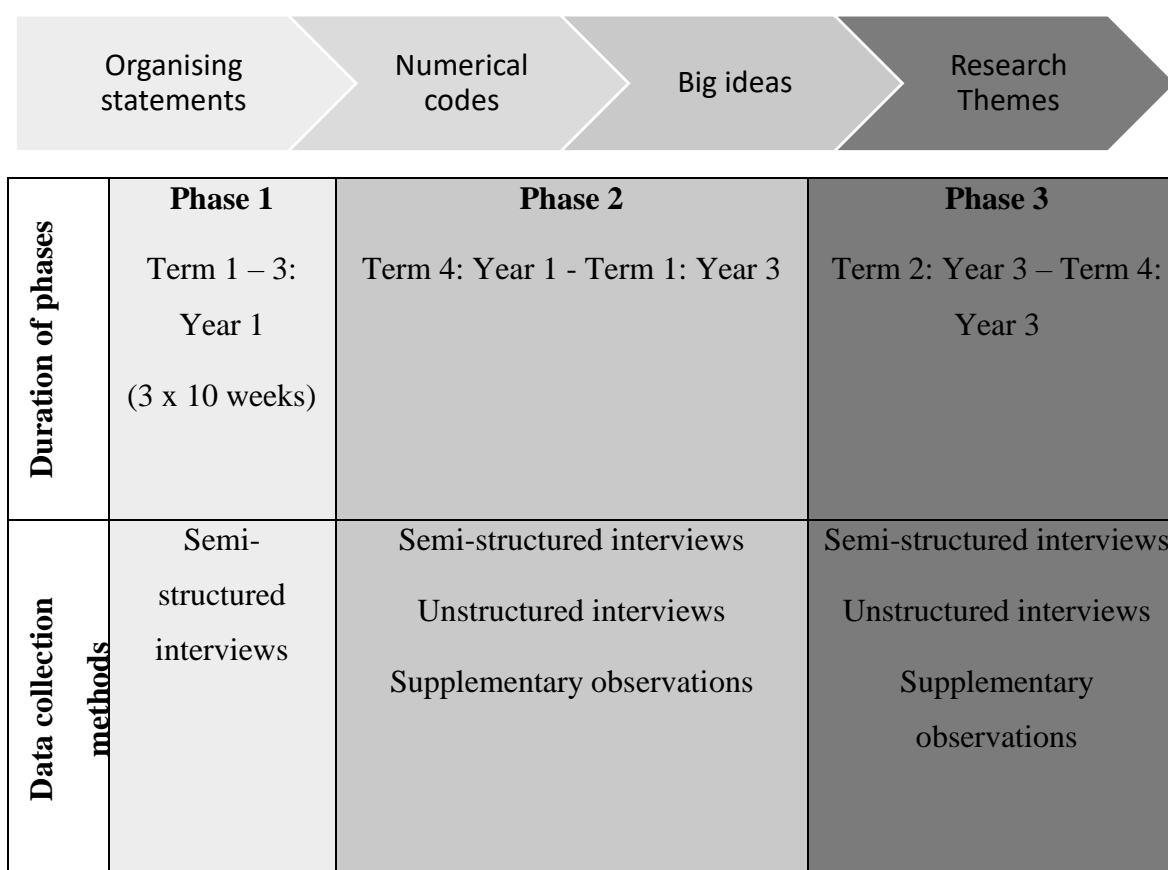 Organising
statements
Numerical
codes
Big ideas
Research
Themes
Duration of phases
Phase 1
Term 1 – 3:
Year 1
(3 x 10 weeks)
Phase 2
Term 4: Year 1 - Term 1: Year 3
Phase 3
Term 2: Year 3 – Term 4:
Year 3
Data collection
methods
Semi-
structured
interviews
Semi-structured interviews
Unstructured interviews
Supplementary observations
Semi-structured interviews
Unstructured interviews
Supplementary
observations